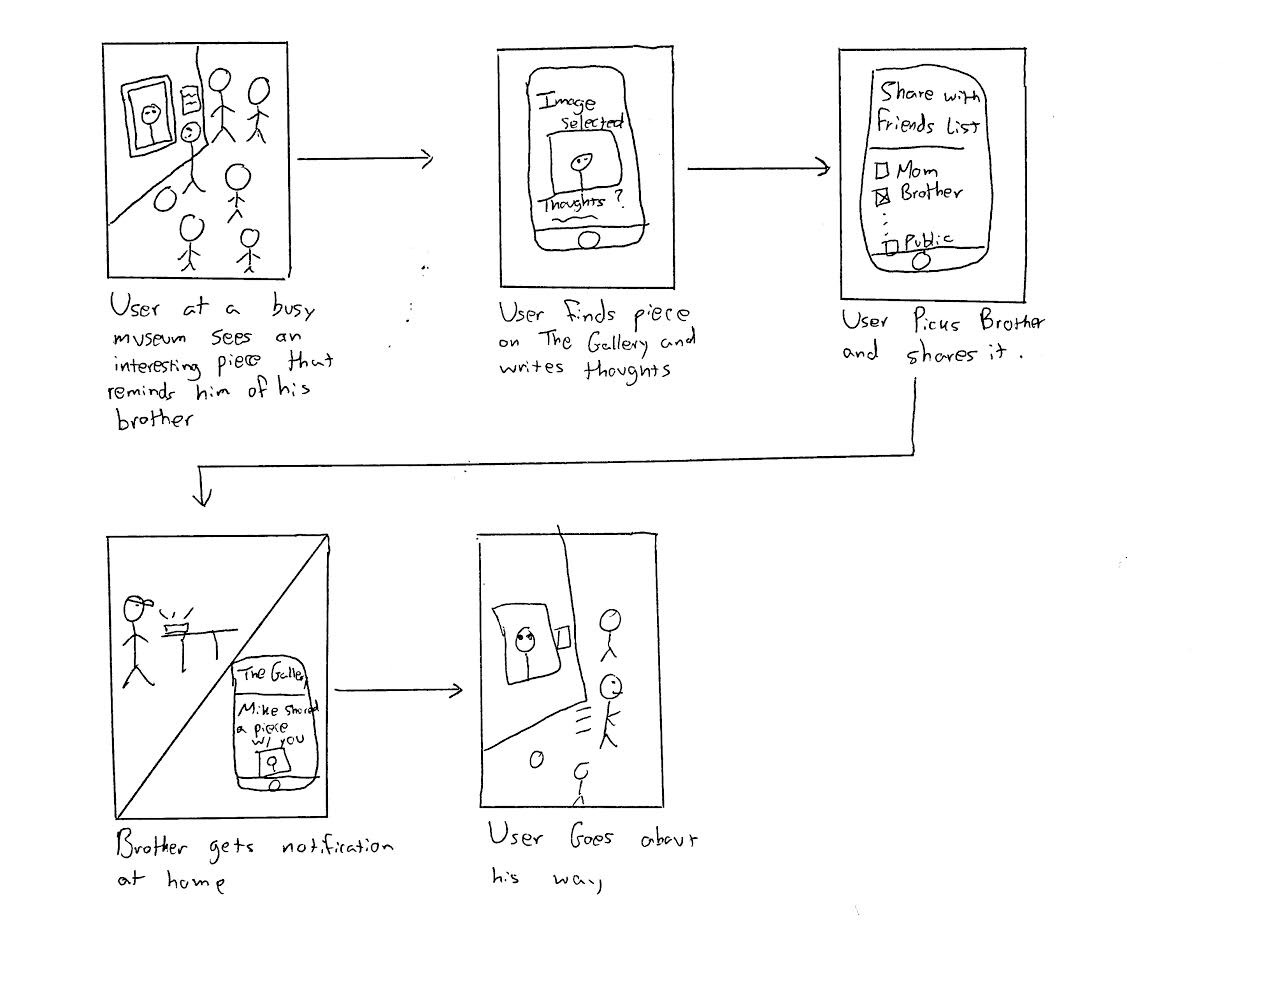 User at a busy
museum sees an
interesting piece that
reminds him of his
brother
Image
Selected
Thoughts ?
User finds piece
on The Gallery and
writes thoughts
Share with
Friends List
Mom
Brother
Public
User Picks Brother
and shares it.
The Gallery
Mike shared
a piece
w/ you
Brother gets notification
at home
User Goes about
his way